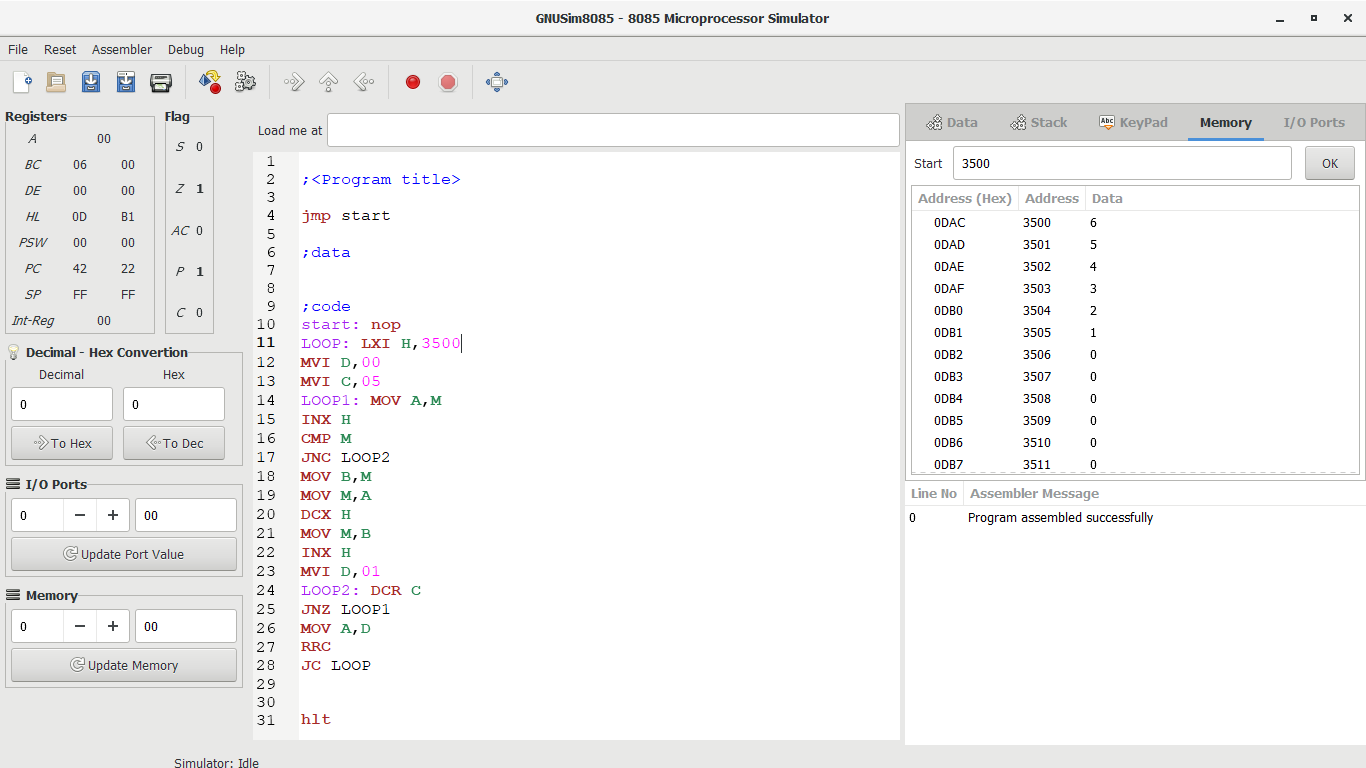 GNUSim8085 - 8085 Microprocessor Simulator
File Reset Assembler Debug Help
Registers
A 00
BC 06 00
DE 00 00
HL 0D B1
PSW 00 00
PC 42 22
SP FF FF
Int-Reg 00
Flag
S 0
Z 1
AC 0
P 1
C 0
Decimal - Hex Convertion
Decimal Hex
0 0
To Hex To Dec
I/O Ports
0 00
Update Port Value
Memory
0 00
Update Memory
Load me at
1
2 ;<Program title>
3
4 jmp start
5
6 ;data
7
8
9 ;code
10 start: nop
11 LOOP: LXI H,3500
12 MVI D,00
13 MVI C,05
14 LOOP1: MOV A,M
15 INX H
16 CMP M
17 JNC LOOP2
18 MOV B,M
19 MOV M,A
20 DCX H
21 MOV M,B
22 INX H
23 MVI D,01
24 LOOP2: DCR C
25 JNZ LOOP1
26 MOV A,D
27 RRC
28 JC LOOP
29
30
31 hlt
Data Stack Abc KeyPad Memory I/O Ports
Start 3500 OK
Address (Hex) Address Data
0DAC 3500 6
0DAD 3501 5
0DAE 3502 4
0DAF 3503 3
0DB0 3504 2
0DB1 3505 1
0DB2 3506 0
0DB3 3507 0
0DB4 3508 0
0DB5 3509 0
0DB6 3510 0
0DB7 3511 0
Line No Assembler Message
0 Program assembled successfully
Simulator: Idle